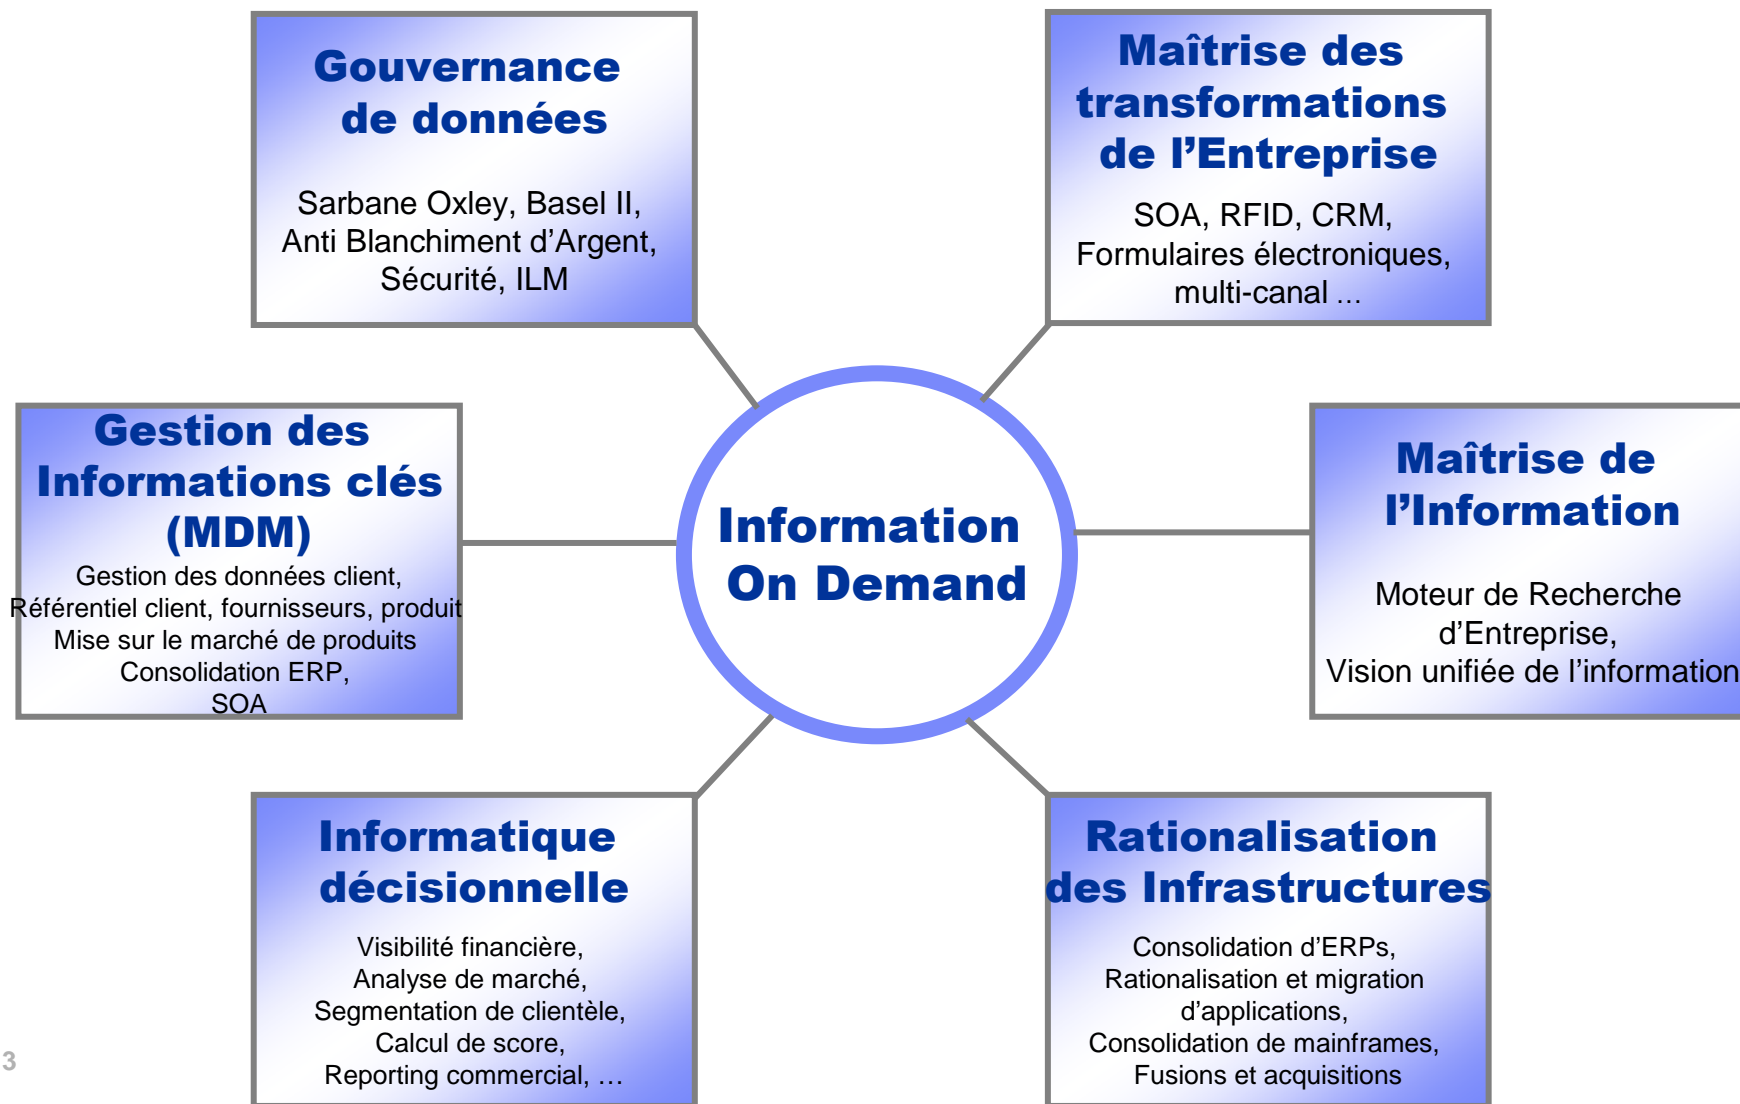 Gouvernance
de données
Sarbane Oxley, Basel II,
Anti Blanchiment d’Argent,
Sécurité, ILM
Maîtrise des
transformations
de l’Entreprise
SOA, RFID, CRM,
Formulaires électroniques,
multi-canal …
Gestion des
Informations clés
(MDM)
Gestion des données client,
Référentiel client, fournisseurs, produit
Mise sur le marché de produits
Consolidation ERP,
SOA
Information
On Demand
Maîtrise de
l’Information
Moteur de Recherche
d’Entreprise,
Vision unifiée de l’information
Informatique
décisionnelle
Visibilité financière,
Analyse de marché,
Segmentation de clientèle,
Calcul de score,
Reporting commercial, …
Rationalisation
des Infrastructures
Consolidation d’ERPs,
Rationalisation et migration
d’applications,
Consolidation de mainframes,
Fusions et acquisitions
3